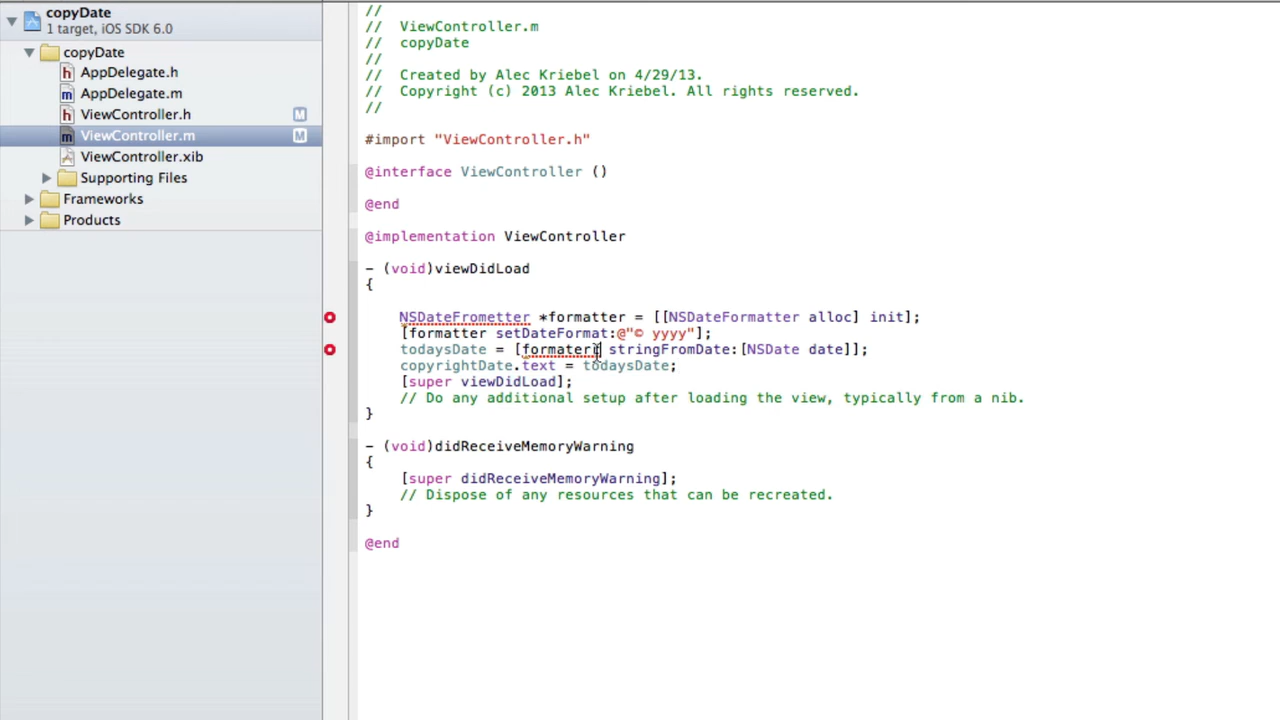 copyDate
1 target, iOS SDK 6.0
copyDate
AppDelegate.h
AppDelegate.m
ViewController.h M
ViewController.m M
ViewController.xib
Supporting Files
Frameworks
Products
//
// ViewController.m
// copyDate
//
// Created by Alec Kriebel on 4/29/13.
// Copyright (c) 2013 Alec Kriebel. All rights reserved.
//
#import "ViewController.h"
@interface ViewController ()
@end
@implementation ViewController
- (void)viewDidLoad
{
NSDateFrometter *formatter = [[NSDateFormatter alloc] init];
[formatter setDateFormat:@"© yyyy"];
todaysDate = [formater stringFromDate:[NSDate date]];
copyrightDate.text = todaysDate;
[super viewDidLoad];
// Do any additional setup after loading the view, typically from a nib.
}
- (void)didReceiveMemoryWarning
{
[super didReceiveMemoryWarning];
// Dispose of any resources that can be recreated.
}
@end